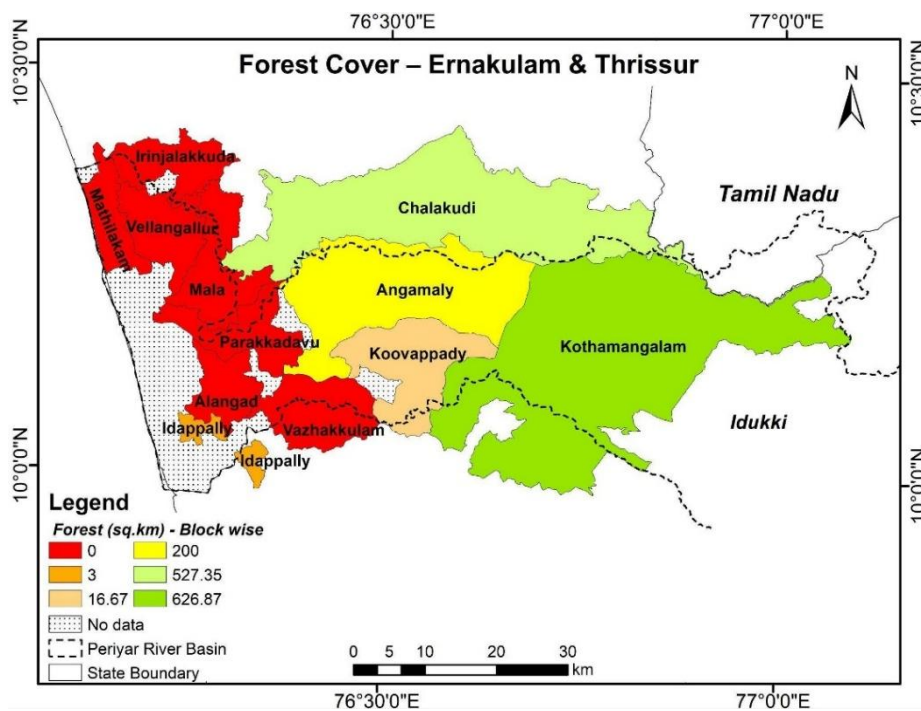 76°30'0"E 77°0'0"E
Forest Cover – Ernakulam & Thrissur
10°30'0"N
10°30'0"N
N
Irinjalakkuda
Tamil Nadu
Mathilakam
Chalakudi
Vellangallur
Mala
Angamaly
Parakkadavu
Koovappady
Kothamangalam
Alangad
Idappally
Vazhakkulam
Idukki
Idappally
10°0'0"N
10°0'0"N
Legend
Forest (sq.km) - Block wise
0 200
3 527.35
16.67 626.87
No data
Periyar River Basin
State Boundary
0 5 10 20 30
km
76°30'0"E 77°0'0"E